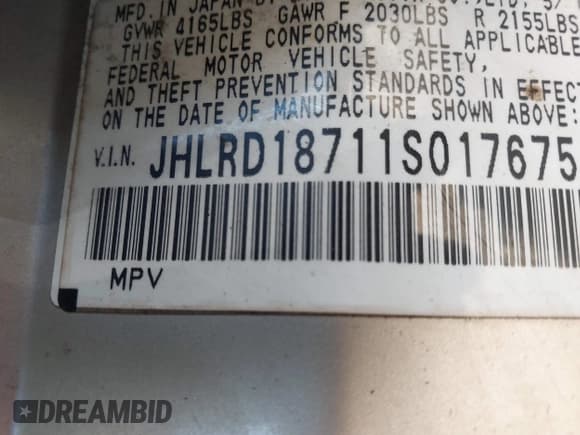 MFD. IN JAPAN
GVWR 4165LBS GAWR F 2030LBS R 2155LBS
THIS VEHICLE CONFORMS TO ALL APPLICABLE
FEDERAL MOTOR VEHICLE SAFETY,
AND THEFT PREVENTION STANDARDS IN EFFECT
ON THE DATE OF MANUFACTURE SHOWN ABOVE.
V.I.N. JHLRD18711S017675
MPV
DREAMBID